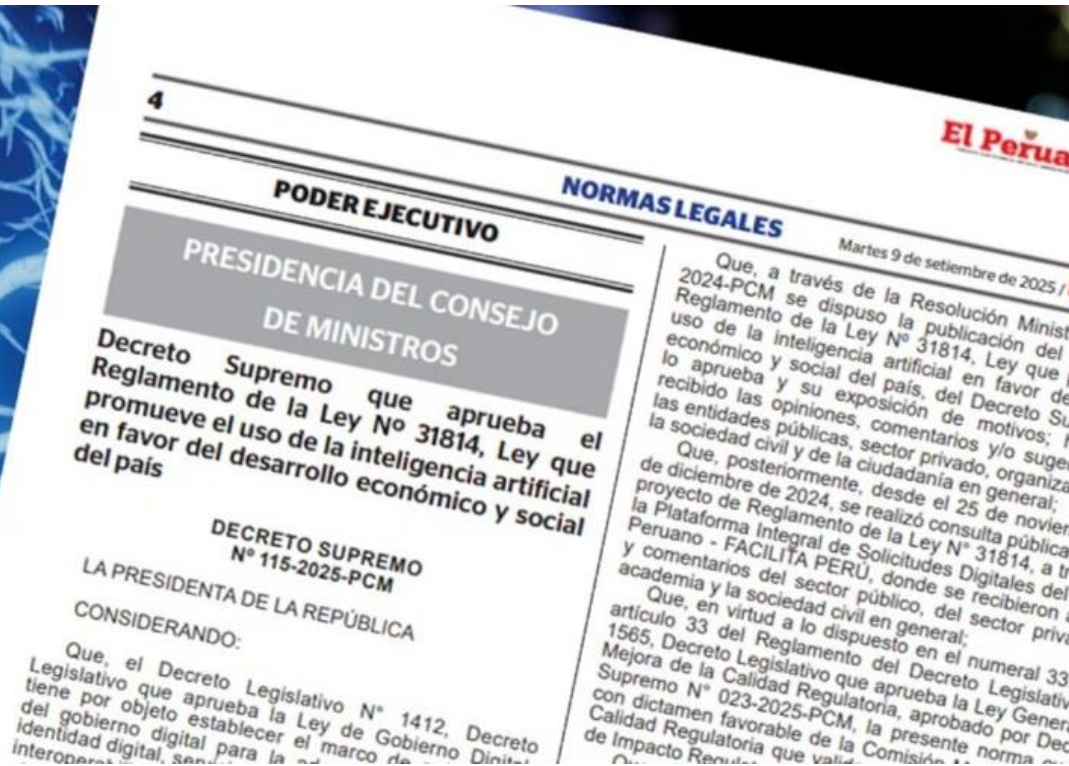 4
El Perua
NORMAS LEGALES
Martes 9 de setiembre de 2025 /
PODER EJECUTIVO
PRESIDENCIA DEL CONSEJO
DE MINISTROS
Decreto Supremo que aprueba el
Reglamento de la Ley Nº 31814, Ley que
promueve el uso de la inteligencia artificial
en favor del desarrollo económico y social
del país
DECRETO SUPREMO
Nº 115-2025-PCM
LA PRESIDENTA DE LA REPÚBLICA
CONSIDERANDO:
Que, el Decreto Legislativo N° 1412, Decreto
Legislativo que aprueba la Ley de Gobierno Digital
tiene por objeto establecer el marco de
del gobierno digital para la
identidad digital,
Que, a través de la Resolución Minist
2024-PCM se dispuso la publicación del
Reglamento de la Ley Nº 31814, Ley que
uso de la inteligencia artificial en favor de
económico y social del país, del Decreto Su
lo aprueba y su exposición de motivos;
recibido las opiniones, comentarios y/o suge
las entidades públicas, sector privado, organiza
la sociedad civil y de la ciudadanía en general;
Que, posteriormente, desde el 25 de noviem
de diciembre de 2024, se realizó consulta pública
proyecto de Reglamento de la Ley N° 31814, a tr
la Plataforma Integral de Solicitudes Digitales del
Peruano - FACILITA PERÚ, donde se recibieron
y comentarios del sector público, del sector priva
academia y la sociedad civil en general;
Que, en virtud a lo dispuesto en el numeral 33
artículo 33 del Reglamento del Decreto Legislativ
1565, Decreto Legislativo que aprueba la Ley Genera
Mejora de la Calidad Regulatoria, aprobado por Dec
Supremo N° 023-2025-PCM, la presente norma
con dictamen favorable de la Comisión
Calidad Regulatoria que
de Impacto